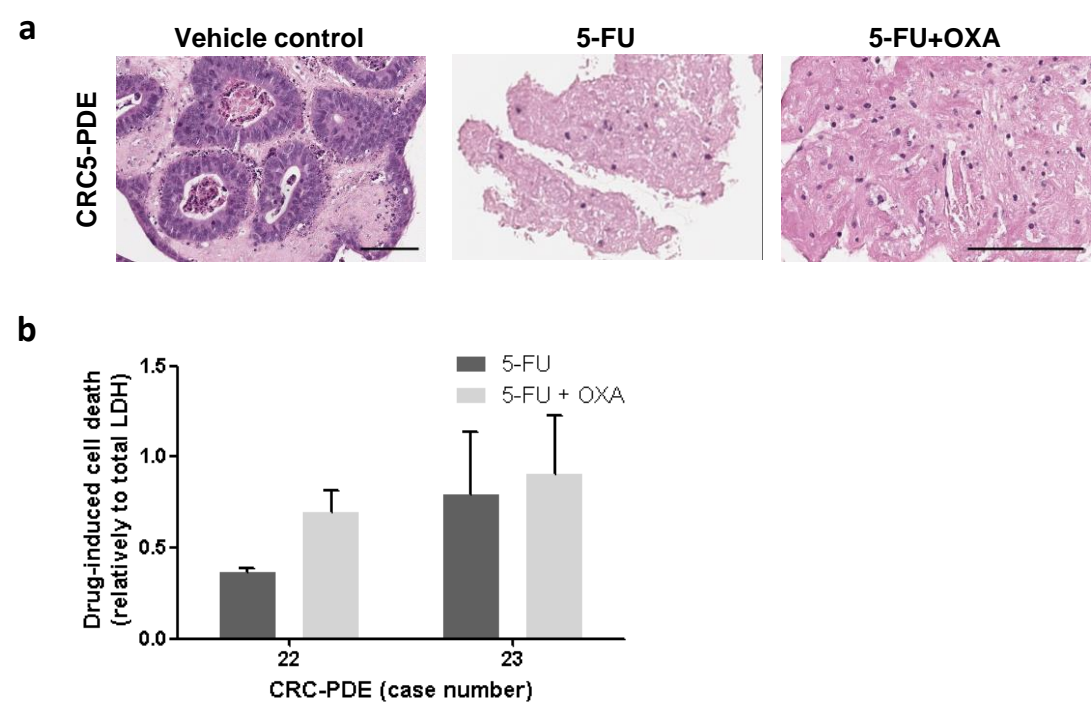 a
Vehicle control
5-FU
5-FU+OXA
CRC5-PDE
b
Drug-induced cell death
(relatively to total LDH)
1.5
1.0
0.5
0.0
5-FU
5-FU + OXA
22
23
CRC-PDE (case number)